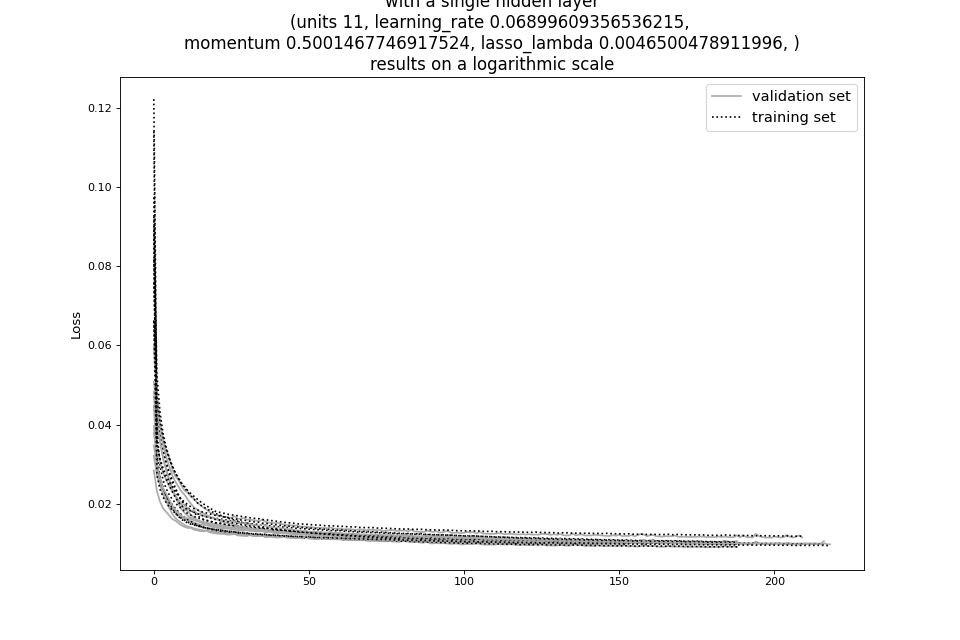 with a single hidden layer
(units 11, learning_rate 0.06899609356536215,
momentum 0.5001467746917524, lasso_lambda 0.0046500478911996, )
results on a logarithmic scale
validation set
training set
0.12
0.10
0.08
0.06
0.04
0.02
Loss
0 50 100 150 200